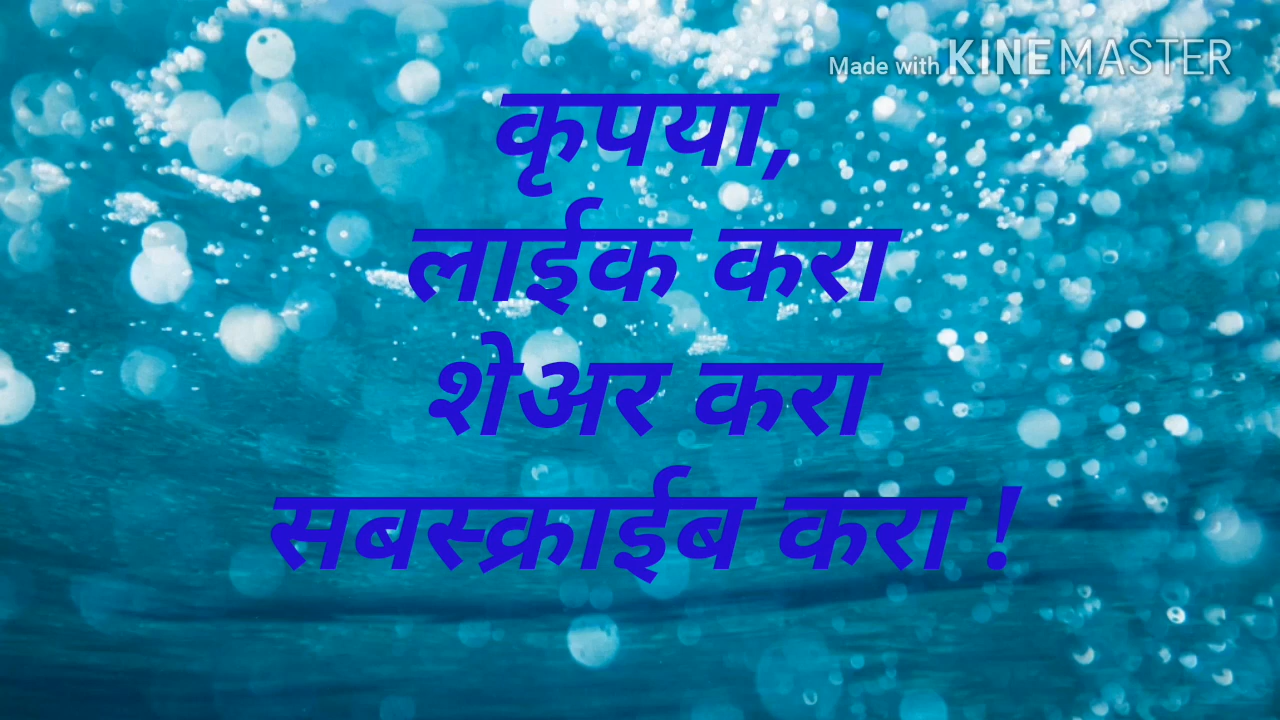 Made with KINEMASTER
कृपया,
लाईक करा
शेअर करा
सबस्क्राईब करा !